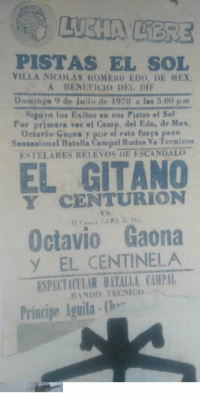 LUCHA LIBRE
PISTAS EL SOL
VILLA NICOLAS ROMERO EDO. DE MEX.
A BENEFICIO DEL DIF
Domingo 9 de Julio de 1978 a las 5.00 p.m
Siguen los Exitos en sus Pistas el Sol
Por primera vez el Camp. del Edo. de Mex.
Octavio Gaona y por el rato fuera peso
Sensacional Batalla Campal Rudos Vs Tecnicos
ESTELARES RELEVOS DE ESCANDALO
EL GITANO
Y CENTURION
VS.
Octavio Gaona
Y EL CENTINELA
ESPECTACULAR BATALLA CAMPAL
BANDO TECNICO
Principe Aguila -